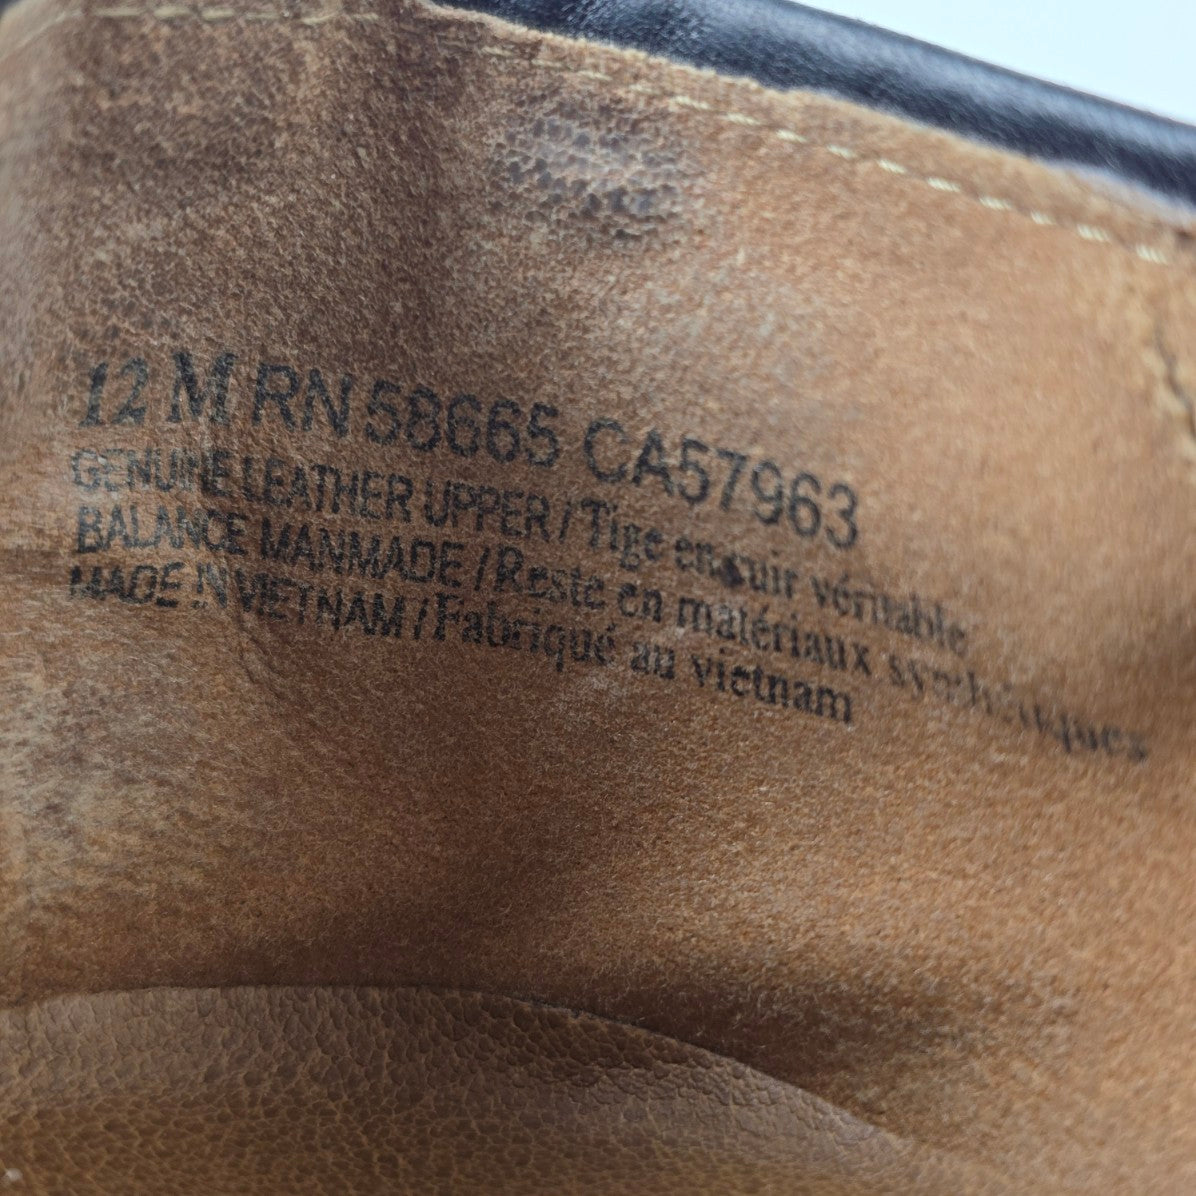 12 M RN 58665 CA57963
GENUINE LEATHER UPPER / Tige en cuir véritable
BALANCE MANMADE / Reste en matériaux synthétiques
MADE IN VIETNAM / Fabriqué au vietnam